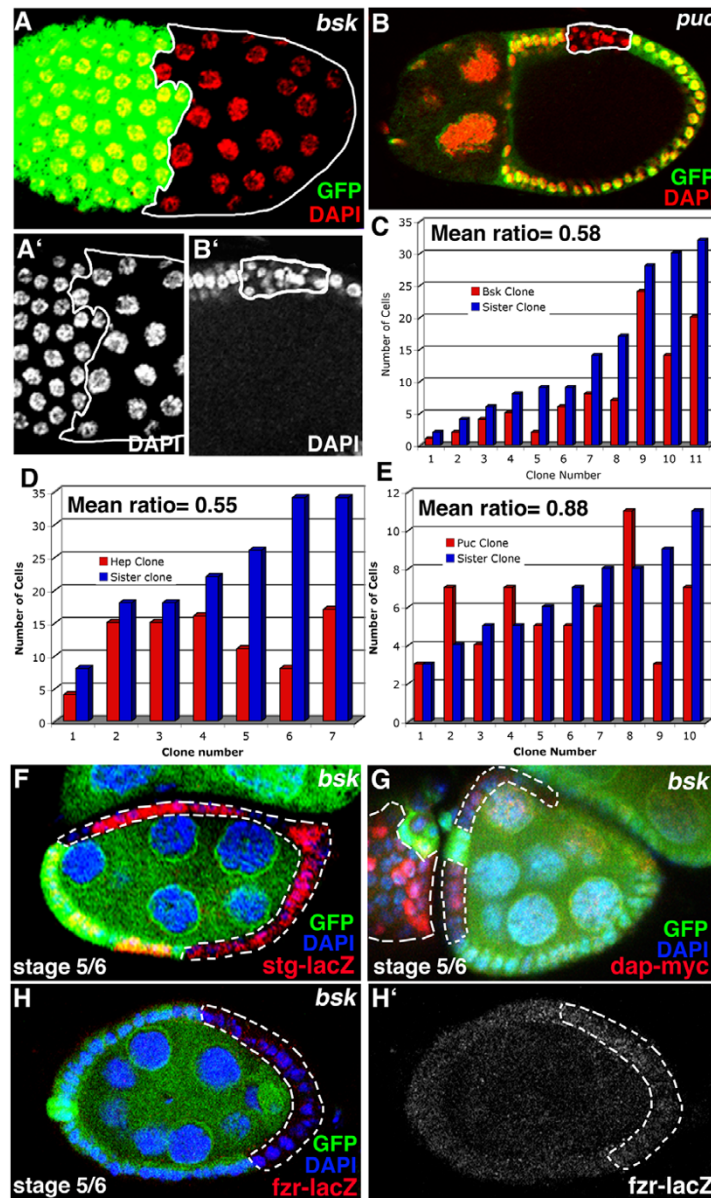 A
bsk
GFP
DAPI
B
puc
GFP
DAPI
A'
DAPI
B'
DAPI
C
Mean ratio= 0.58
Bsk Clone
Sister Clone
Number of Cells
35
30
25
20
15
10
5
0
1 2 3 4 5 6 7 8 9 10 11
Clone Number
D
Mean ratio= 0.55
Hep Clone
Sister clone
Number of Cells
35
30
25
20
15
10
5
0
1 2 3 4 5 6 7
Clone number
E
Mean ratio= 0.88
Puc Clone
Sister Clone
Number of Cells
12
10
8
6
4
2
0
1 2 3 4 5 6 7 8 9 10
Clone Number
F
bsk
GFP
DAPI
stage 5/6
stg-lacZ
G
bsk
GFP
DAPI
stage 5/6
dap-myc
H
bsk
GFP
DAPI
stage 5/6
fzr-lacZ
H'
fzr-lacZ